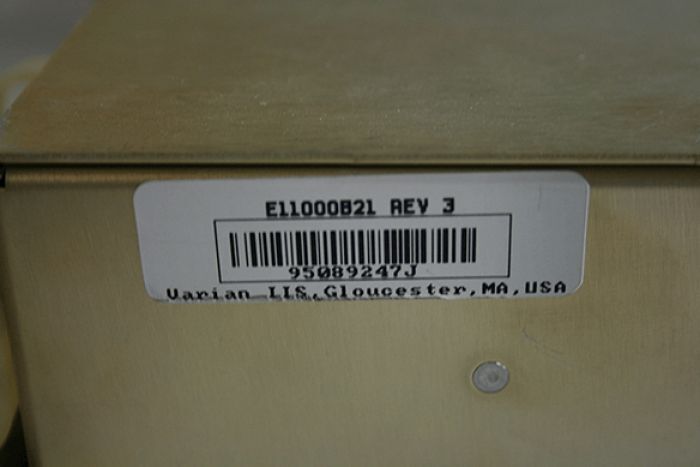 E11000821 REV 3
95089247J
Varian IIS,Gloucester,MA,USA